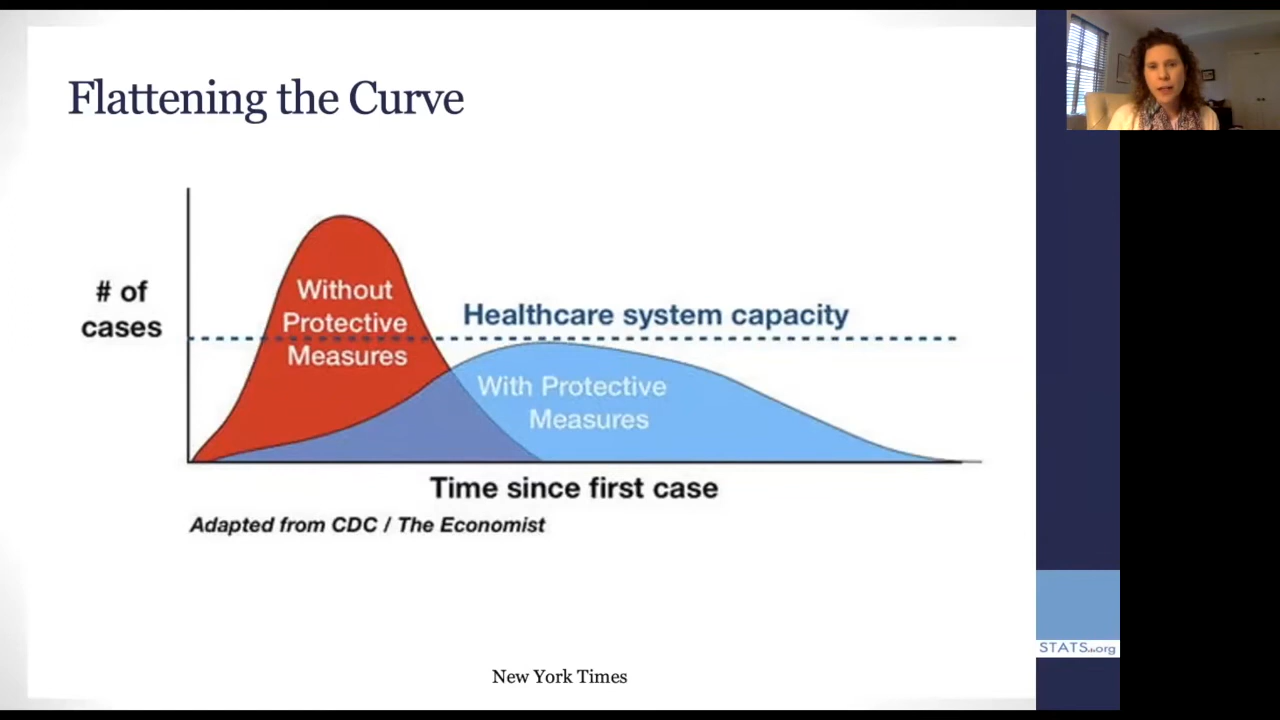 Flattening the Curve
# of
cases
Without
Protective
Measures
Healthcare system capacity
With Protective
Measures
Time since first case
Adapted from CDC / The Economist
New York Times
STATS.org